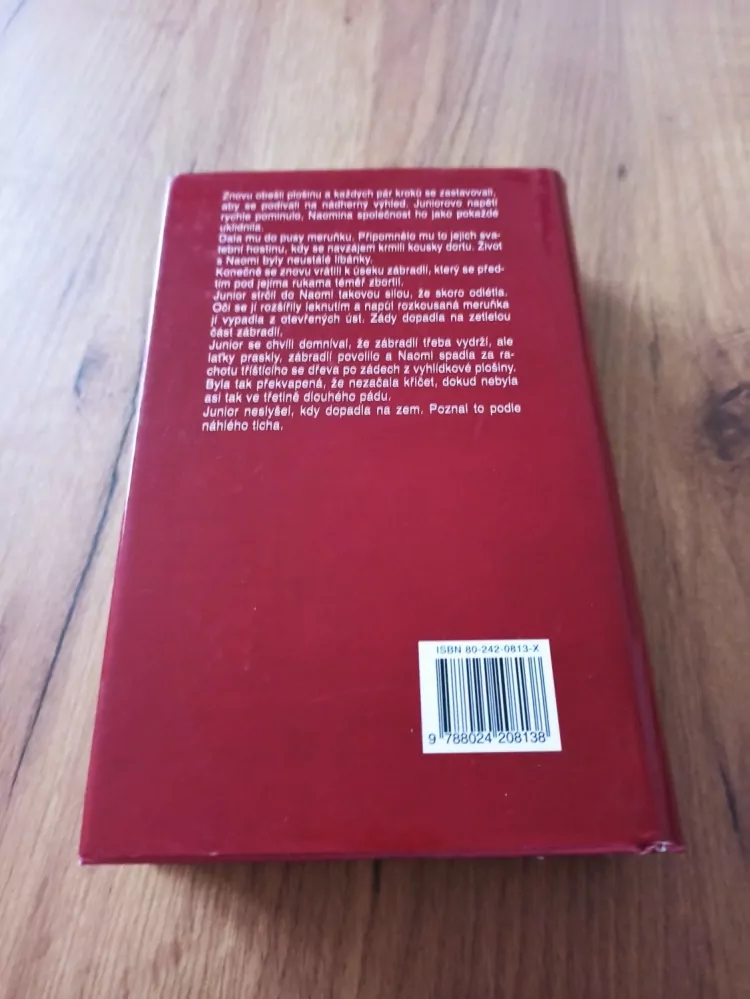 Znovu obešli plošinu a každých pár kroků se zastavovali,
aby se podívali na nádherný výhled. Juniorovo napětí
rychle pominulo, Naomina společnost ho jako pokaždé
uklidnila.
Dala mu do pusy meruňku. Připomnělo mu to jejich sva-
tební hostinu, kdy se navzájem krmili kousky dortu. Život
s Naomi byly neustálé líbánky.
Konečně se znovu vrátili k úseku zábradlí, který se před-
tím pod jejíma rukama téměř zbortil.
Junior strčil do Naomi takovou silou, že skoro odlétla.
Oči se jí rozšířily leknutím a napůl rozkousaná meruňka
jí vypadla z otevřených úst. Zády dopadla na zetlelou
část zábradlí.
Junior se chvíli domníval, že zábradlí třeba vydrží, ale
laťky praskly, zábradlí povolilo a Naomi spadla za ra-
chotu tříštícího se dřeva po zádech z vyhlídkové plošiny.
Byla tak překvapená, že nezačala křičet, dokud nebyla
asi tak ve třetině dlouhého pádu.
Junior neslyšel, kdy dopadla na zem. Poznal to podle
náhlého ticha.
ISBN 80-242-0813-X
9 788024 208138